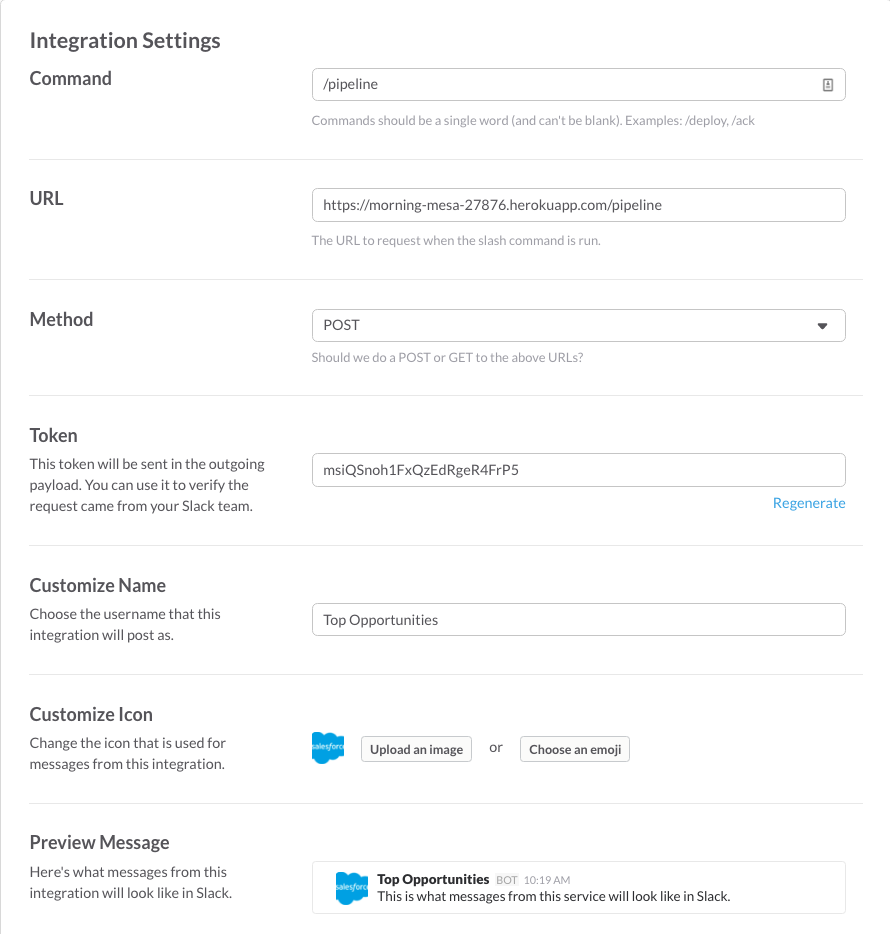 Integration Settings
Command
/pipeline
Commands should be a single word (and can't be blank). Examples: /deploy, /ack
URL
https://morning-mesa-27876.herokuapp.com/pipeline
The URL to request when the slash command is run.
Method
POST
Should we do a POST or GET to the above URLs?
Token
This token will be sent in the outgoing
payload. You can use it to verify the
request came from your Slack team.
msiQSnoh1FxQzEdRgeR4FrP5
Regenerate
Customize Name
Choose the username that this
integration will post as.
Top Opportunities
Customize Icon
Change the icon that is used for
messages from this integration.
salesforce
Upload an image or Choose an emoji
Preview Message
Here's what messages from this
integration will look like in Slack.
salesforce
Top Opportunities BOT 10:19 AM
This is what messages from this service will look like in Slack.